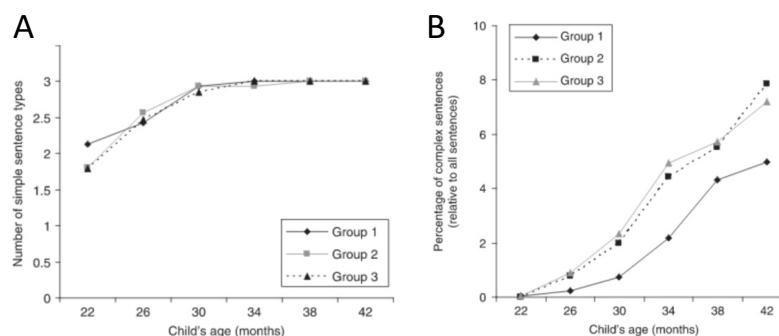 A
Number of simple sentence types
3.5
3
2.5
2
1.5
1
0.5
0
Group 1
Group 2
Group 3
22 26 30 34 38 42
Child's age (months)
B
Percentage of complex sentences
(relative to all sentences)
10
8
6
4
2
0
Group 1
Group 2
Group 3
22 26 30 34 38 42
Child's age (months)